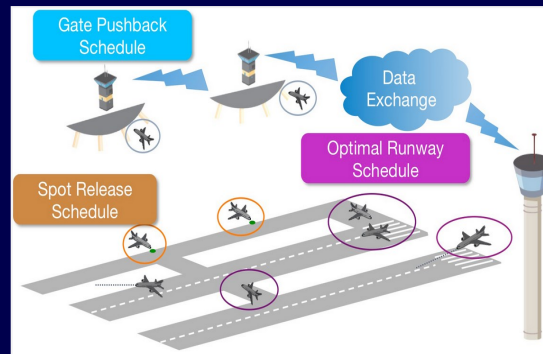 Gate Pushback
Schedule
Data
Exchange
Optimal Runway
Schedule
Spot Release
Schedule